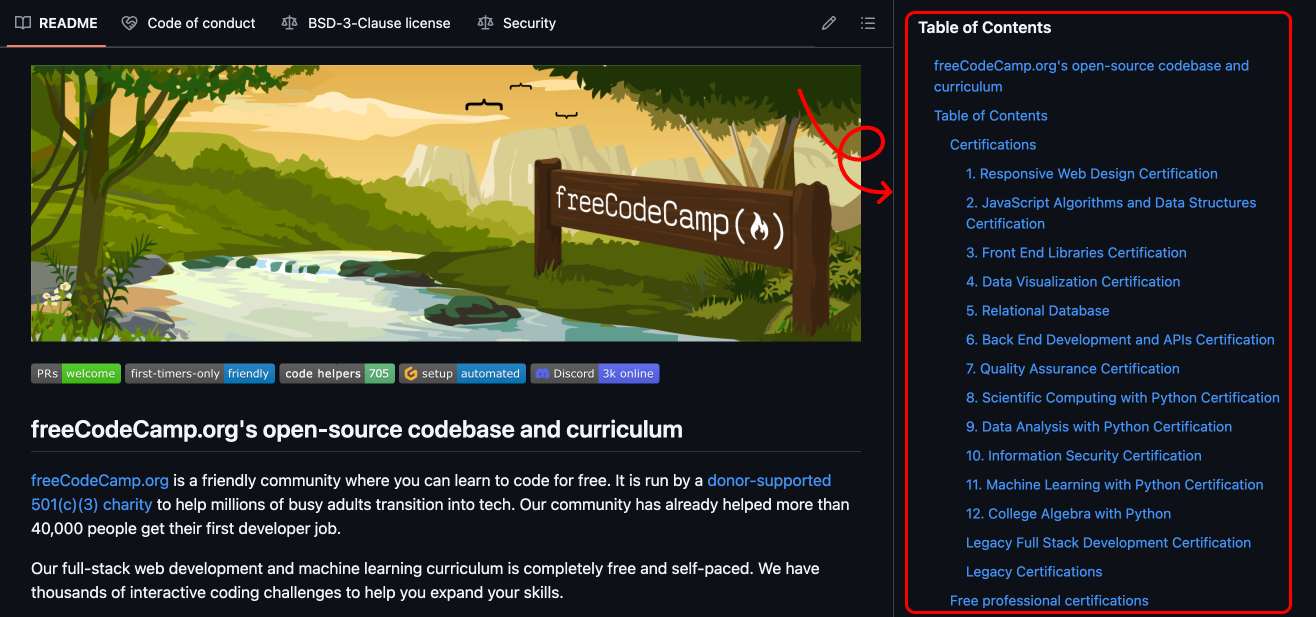 README
Code of conduct
BSD-3-Clause license
Security
freeCodeCamp(🔥)
PRs welcome
first-timers-only friendly
code helpers 705
setup automated
Discord 3k online
freeCodeCamp.org's open-source codebase and curriculum
freeCodeCamp.org is a friendly community where you can learn to code for free. It is run by a donor-supported
501(c)(3) charity to help millions of busy adults transition into tech. Our community has already helped more than
40,000 people get their first developer job.
Our full-stack web development and machine learning curriculum is completely free and self-paced. We have
thousands of interactive coding challenges to help you expand your skills.
Table of Contents
freeCodeCamp.org's open-source codebase and
curriculum
Table of Contents
Certifications
1. Responsive Web Design Certification
2. JavaScript Algorithms and Data Structures
Certification
3. Front End Libraries Certification
4. Data Visualization Certification
5. Relational Database
6. Back End Development and APIs Certification
7. Quality Assurance Certification
8. Scientific Computing with Python Certification
9. Data Analysis with Python Certification
10. Information Security Certification
11. Machine Learning with Python Certification
12. College Algebra with Python
Legacy Full Stack Development Certification
Legacy Certifications
Free professional certifications